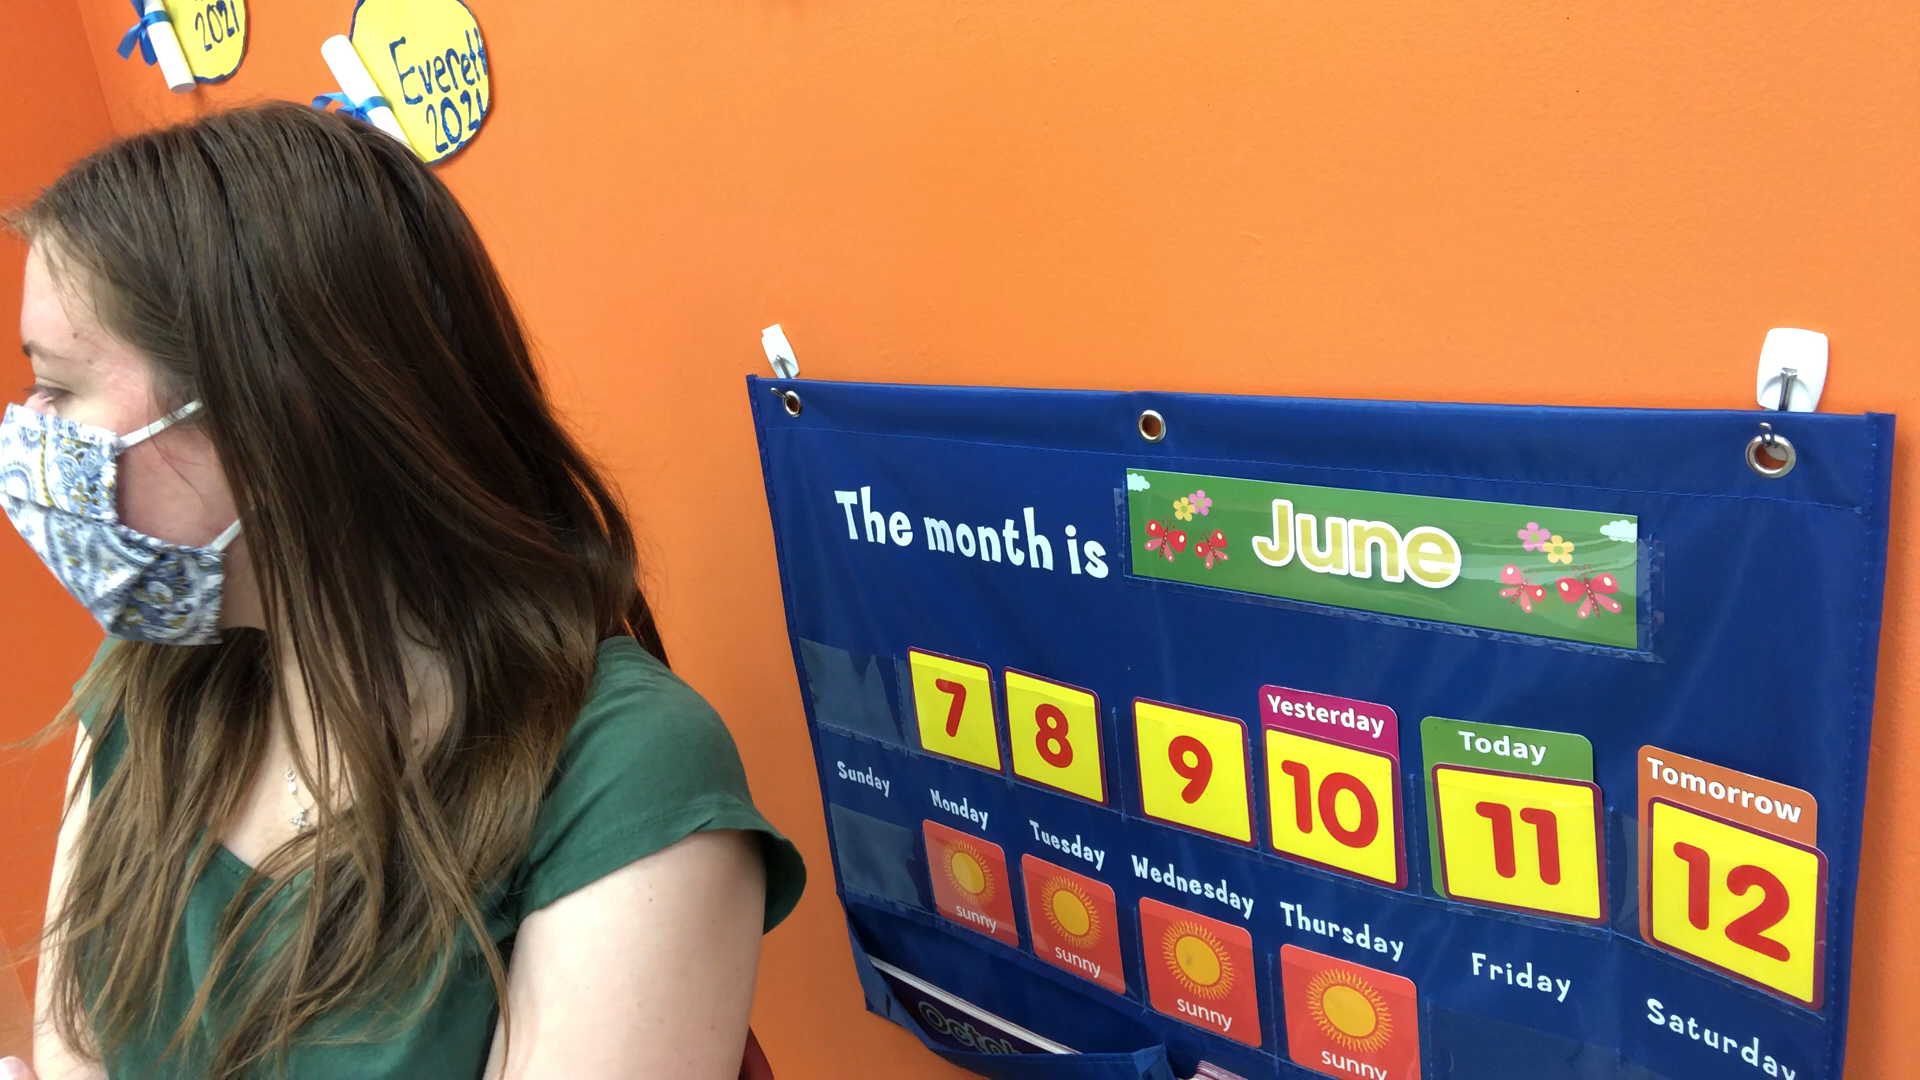 2021
Everett
2021
The month is June
Yesterday
Today
Tomorrow
7 8 9 10 11 12
Sunday Monday Tuesday Wednesday Thursday Friday Saturday
sunny sunny sunny sunny